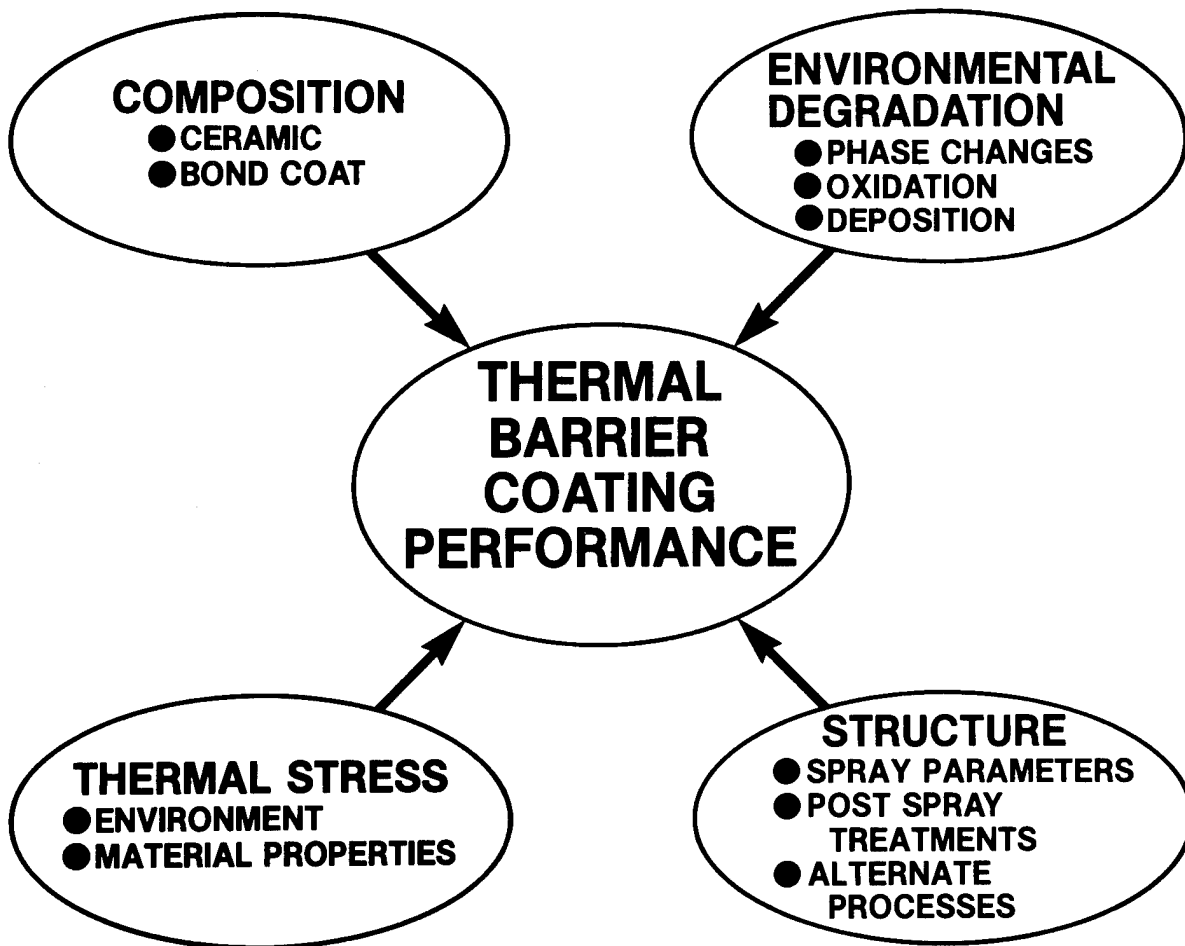 COMPOSITION
●CERAMIC
●BOND COAT
ENVIRONMENTAL
DEGRADATION
●PHASE CHANGES
●OXIDATION
●DEPOSITION
THERMAL
BARRIER
COATING
PERFORMANCE
THERMAL STRESS
●ENVIRONMENT
●MATERIAL PROPERTIES
STRUCTURE
●SPRAY PARAMETERS
●POST SPRAY
TREATMENTS
●ALTERNATE
PROCESSES